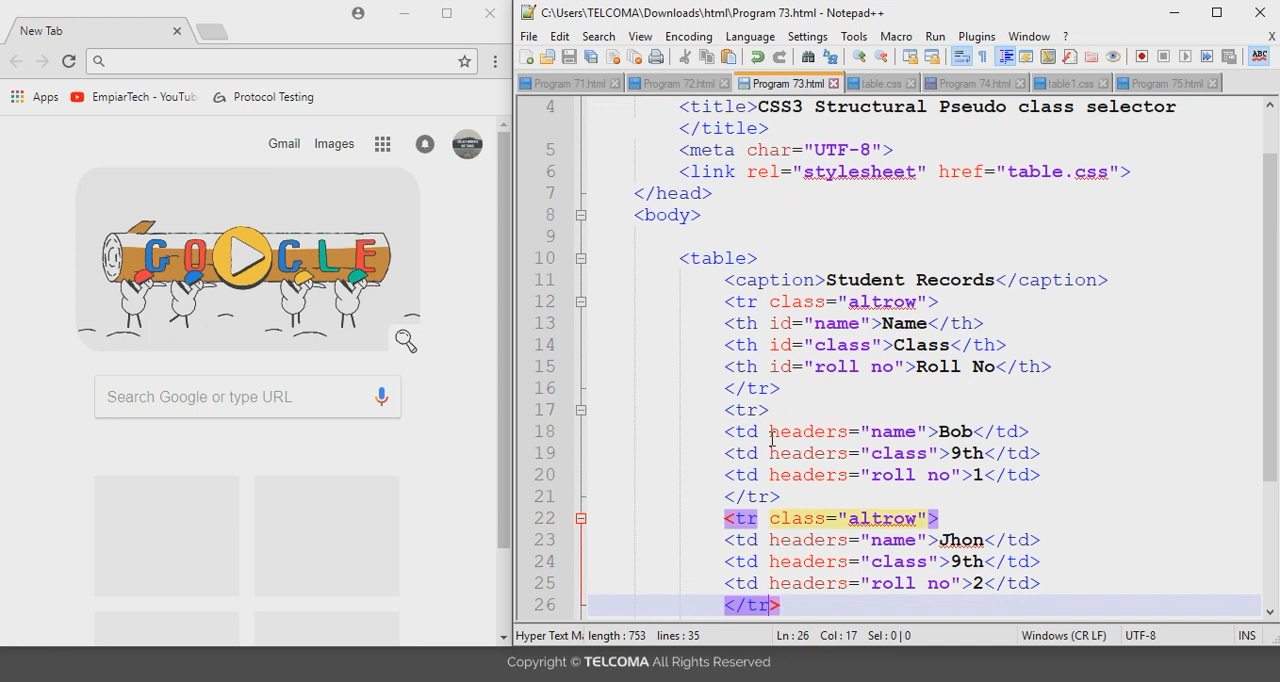 New Tab
Apps
EmpiarTech - YouTub
Protocol Testing
Gmail
Images
GOOGLE
Search Google or type URL
C:\Users\TELCOMA\Downloads\html\Program 73.html - Notepad++
File Edit Search View Encoding Language Settings Tools Macro Run Plugins Window ? X
ABC
Program 71.html Program 72.html Program 73.html table.css Program 74.html table1.css Program 75.html
4 <title>CSS3 Structural Pseudo class selector
</title>
5 <meta char="UTF-8">
6 <link rel="stylesheet" href="table.css">
7 </head>
8 <body>
9
10 <table>
11 <caption>Student Records</caption>
12 <tr class="altrow">
13 <th id="name">Name</th>
14 <th id="class">Class</th>
15 <th id="roll no">Roll No</th>
16 </tr>
17 <tr>
18 <td headers="name">Bob</td>
19 <td headers="class">9th</td>
20 <td headers="roll no">1</td>
21 </tr>
22 <tr class="altrow">
23 <td headers="name">Jhon</td>
24 <td headers="class">9th</td>
25 <td headers="roll no">2</td>
26 </tr>
Hyper Text Ma length : 753 lines : 35 Ln : 26 Col : 17 Sel : 0 | 0 Windows (CR LF) UTF-8 INS
Copyright © TELCOMA All Rights Reserved